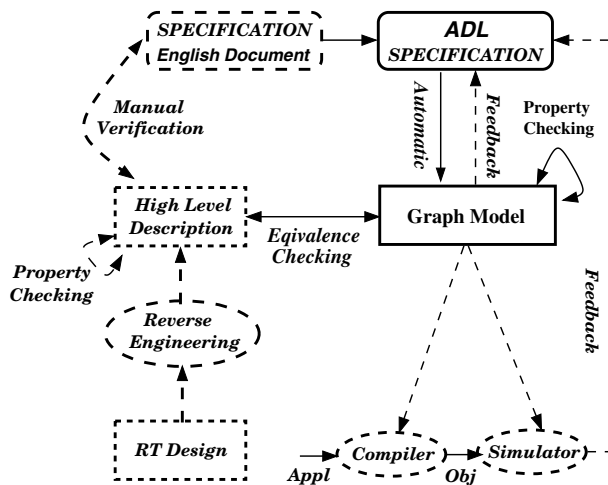 SPECIFICATION
English Document
ADL
SPECIFICATION
Manual
Verification
Automatic
Feedback
Property
Checking
High Level
Description
Eqivalence
Checking
Graph Model
Property
Checking
Reverse
Engineering
Feedback
RT Design
Appl
Compiler
Obj
Simulator